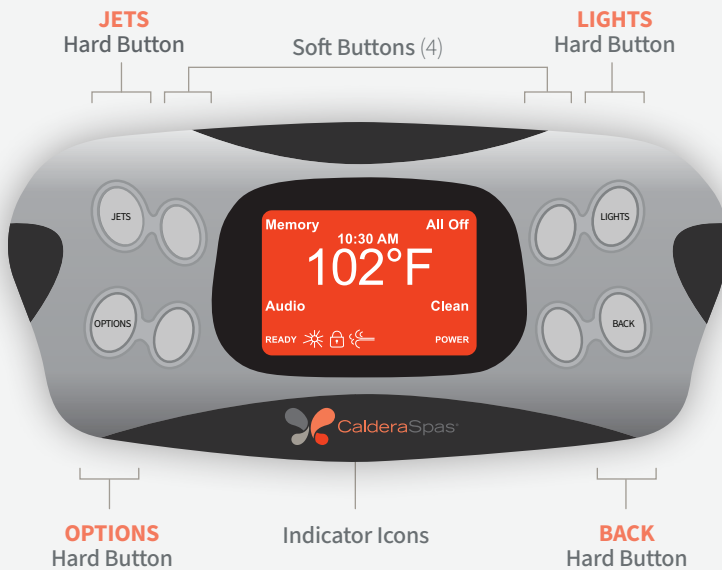 JETS
Hard Button
Soft Buttons (4)
LIGHTS
Hard Button
JETS
LIGHTS
Memory
All Off
10:30 AM
102°F
Audio
Clean
OPTIONS
BACK
READY
POWER
CalderaSpas
OPTIONS
Hard Button
Indicator Icons
BACK
Hard Button